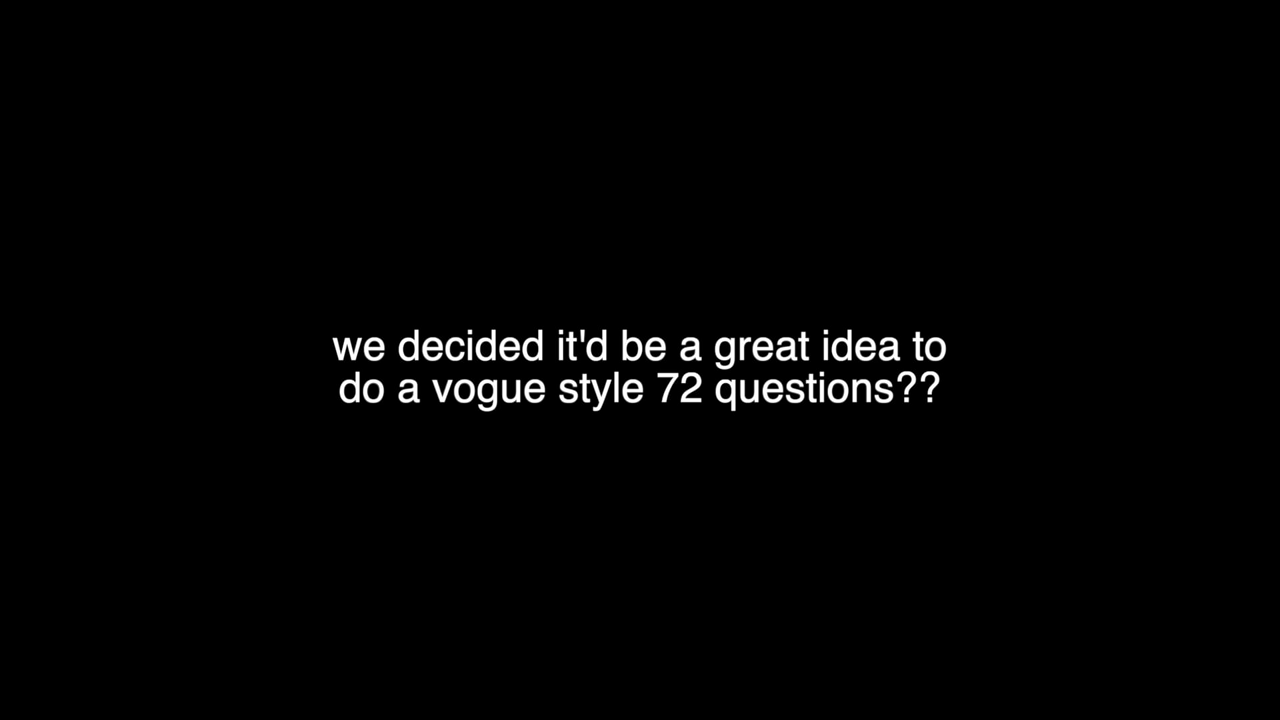 we decided it'd be a great idea to
do a vogue style 72 questions??